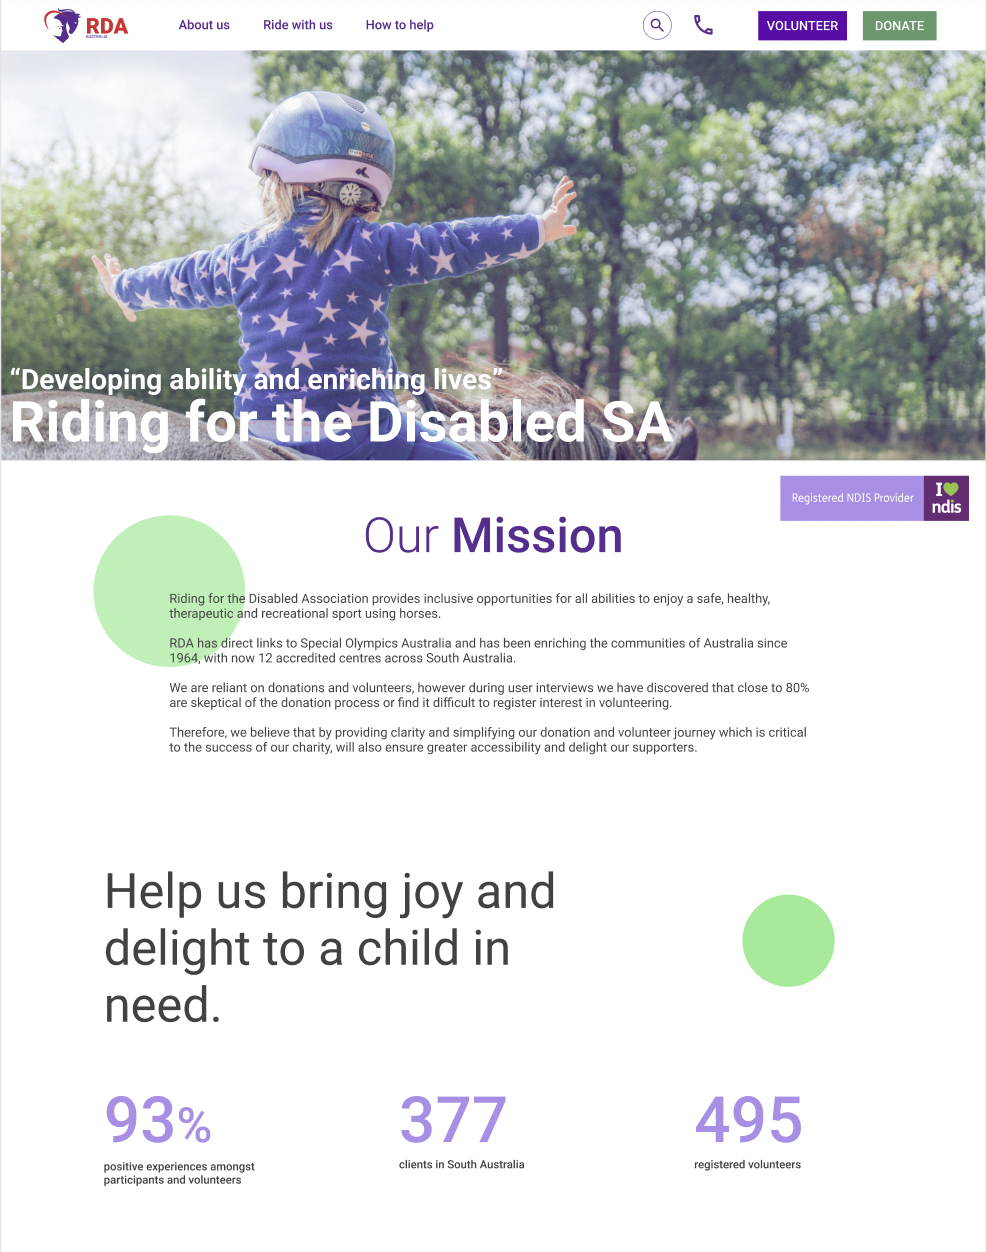 RDA
AUSTRALIA
About us
Ride with us
How to help
VOLUNTEER
DONATE
“Developing ability and enriching lives”
Riding for the Disabled SA
Registered NDIS Provider
I
ndis
Our Mission
Riding for the Disabled Association provides inclusive opportunities for all abilities to enjoy a safe, healthy,
therapeutic and recreational sport using horses.
RDA has direct links to Special Olympics Australia and has been enriching the communities of Australia since
1964, with now 12 accredited centres across South Australia.
We are reliant on donations and volunteers, however during user interviews we have discovered that close to 80%
are skeptical of the donation process or find it difficult to register interest in volunteering.
Therefore, we believe that by providing clarity and simplifying our donation and volunteer journey which is critical
to the success of our charity, will also ensure greater accessibility and delight our supporters.
Help us bring joy and
delight to a child in
need.
93%
positive experiences amongst
participants and volunteers
377
clients in South Australia
495
registered volunteers